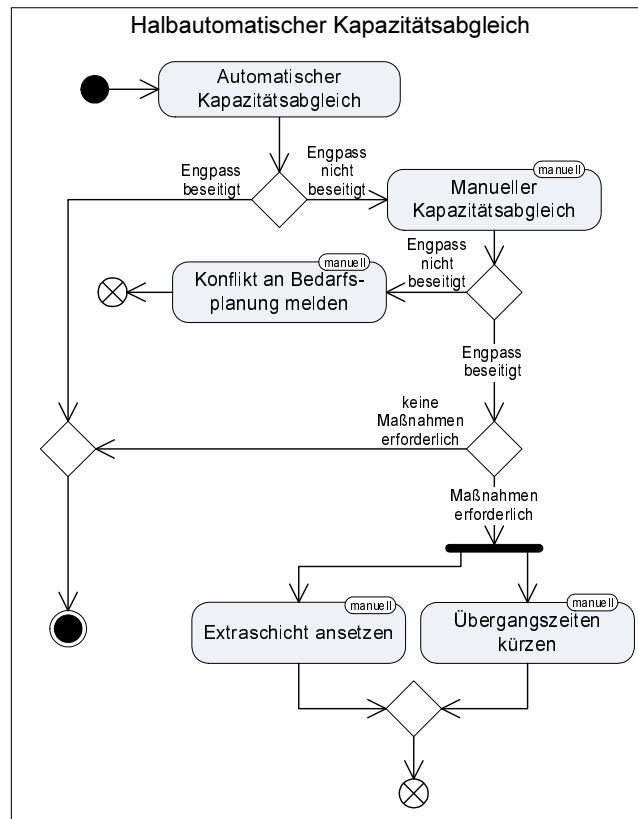 Halbautomatischer Kapazitätsabgleich
Automatischer
Kapazitätsabgleich
Engpass
beseitigt
Engpass
nicht
beseitigt
manuell
Manueller
Kapazitätsabgleich
manuell
Konflikt an Bedarfs-
planung melden
Engpass
nicht
beseitigt
Engpass
beseitigt
keine
Maßnahmen
erforderlich
Maßnahmen
erforderlich
manuell
Extraschicht ansetzen
manuell
Übergangszeiten
kürzen